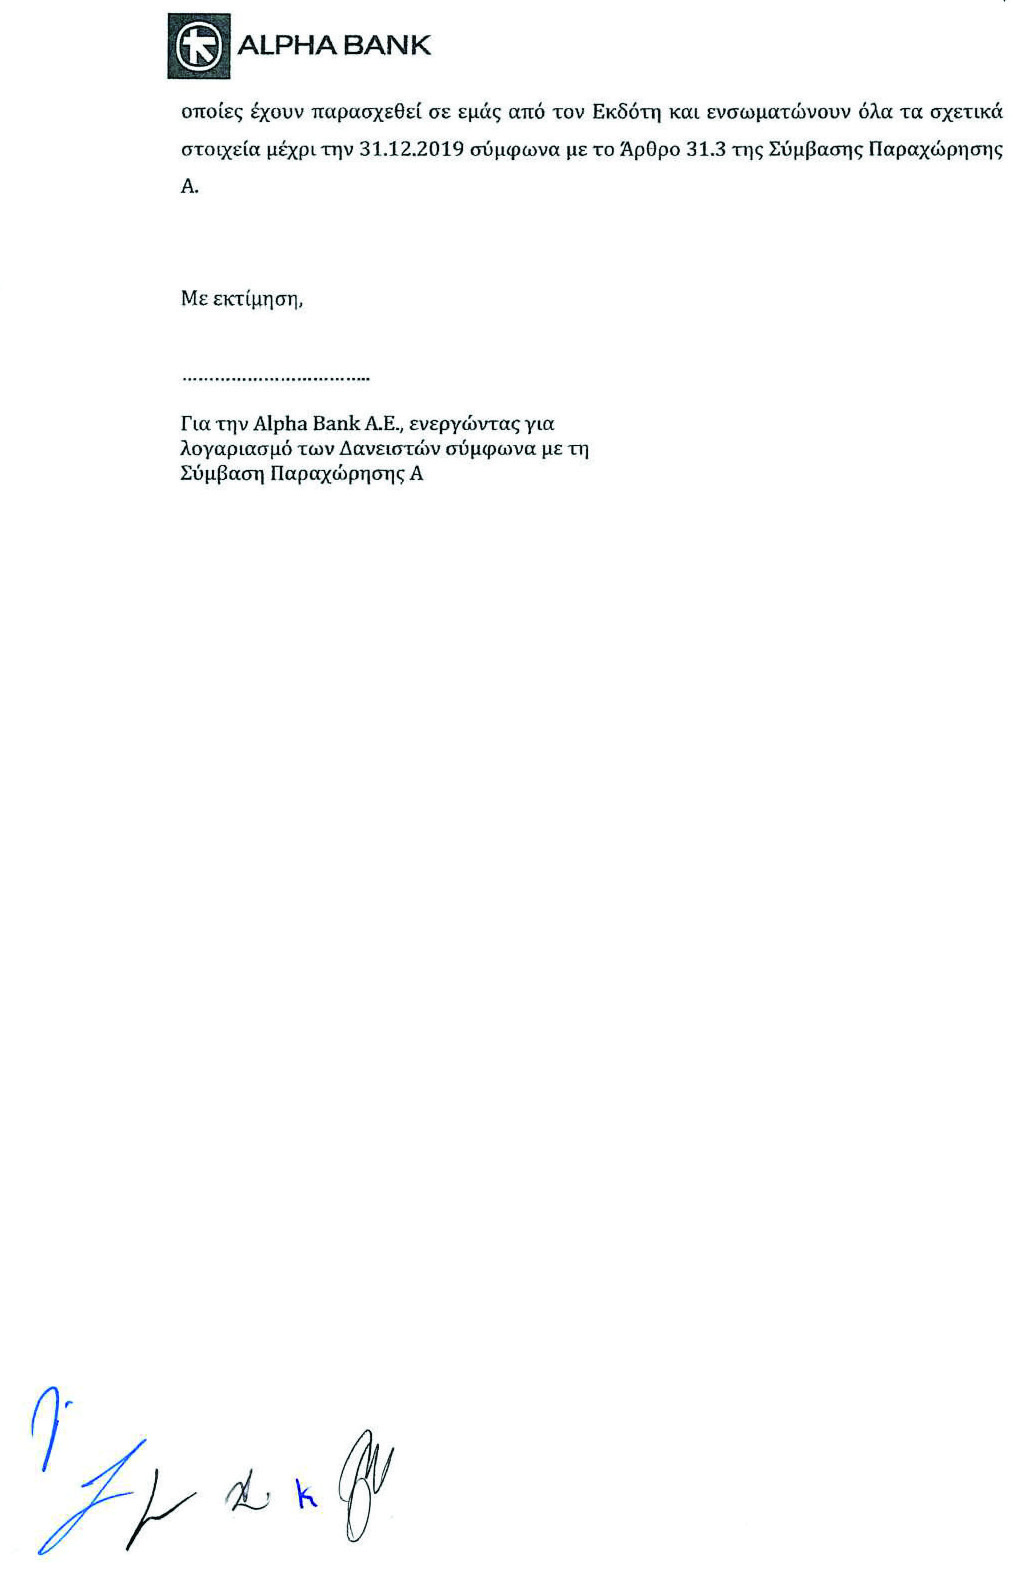 ALPHA BANK
οποίες έχουν παρασχεθεί σε εμάς από τον Εκδότη και ενσωματώνουν όλα τα σχετικά
στοιχεία μέχρι την 31.12.2019 σύμφωνα με το Άρθρο 31.3 της Σύμβασης Παραχώρησης
Α.
Με εκτίμηση,
......................................
Για την Alpha Bank Α.Ε., ενεργώντας για
λογαριασμό των Δανειστών σύμφωνα με τη
Σύμβαση Παραχώρησης Α